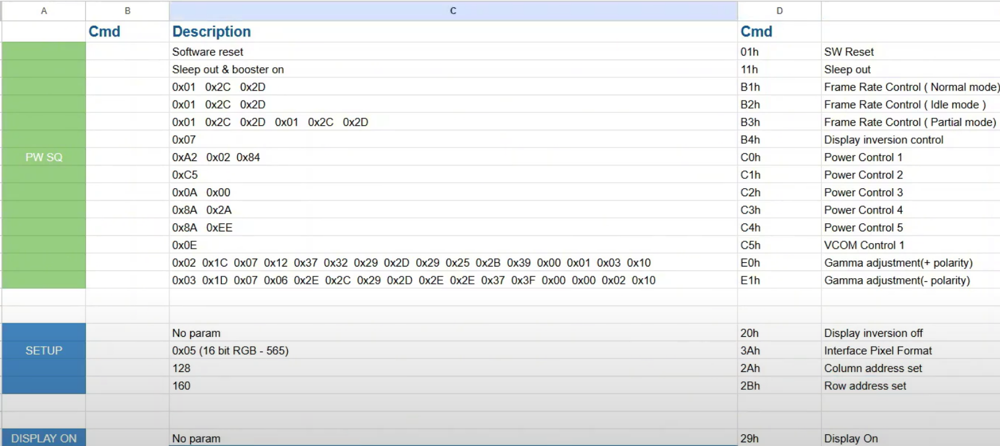 A B C D
Cmd Description Cmd
Software reset 01h SW Reset
Sleep out & booster on 11h Sleep out
0x01 0x2C 0x2D B1h Frame Rate Control ( Normal mode)
0x01 0x2C 0x2D B2h Frame Rate Control ( Idle mode )
0x01 0x2C 0x2D 0x01 0x2C 0x2D B3h Frame Rate Control ( Partial mode)
0x07 B4h Display inversion control
PW SQ 0xA2 0x02 0x84 C0h Power Control 1
0xC5 C1h Power Control 2
0x0A 0x00 C2h Power Control 3
0x8A 0x2A C3h Power Control 4
0x8A 0xEE C4h Power Control 5
0x0E C5h VCOM Control 1
0x02 0x1C 0x07 0x12 0x37 0x32 0x29 0x2D 0x29 0x25 0x2B 0x39 0x00 0x01 0x03 0x10 E0h Gamma adjustment(+ polarity)
0x03 0x1D 0x07 0x06 0x2E 0x2C 0x29 0x2D 0x2E 0x2E 0x37 0x3F 0x00 0x00 0x02 0x10 E1h Gamma adjustment(- polarity)
No param 20h Display inversion off
SETUP 0x05 (16 bit RGB - 565) 3Ah Interface Pixel Format
128 2Ah Column address set
160 2Bh Row address set
DISPLAY ON No param 29h Display On